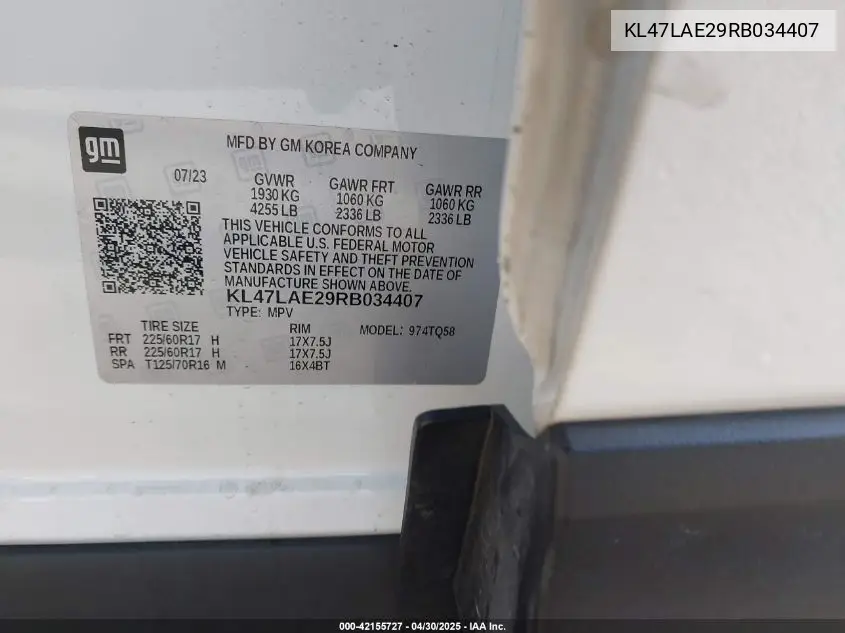 KL47LAE29RB034407
gm
MFD BY GM KOREA COMPANY
07/23
GVWR GAWR FRT GAWR RR
1930 KG 1060 KG 1060 KG
4255 LB 2336 LB 2336 LB
THIS VEHICLE CONFORMS TO ALL
APPLICABLE U.S. FEDERAL MOTOR
VEHICLE SAFETY AND THEFT PREVENTION
STANDARDS IN EFFECT ON THE DATE OF
MANUFACTURE SHOWN ABOVE.
KL47LAE29RB034407
TYPE: MPV
TIRE SIZE RIM MODEL: 974TQ58
FRT 225/60R17 H 17X7.5J
RR 225/60R17 H 17X7.5J
SPA T125/70R16 M 16X4BT
000-42155727 - 04/30/2025 - IAA Inc.